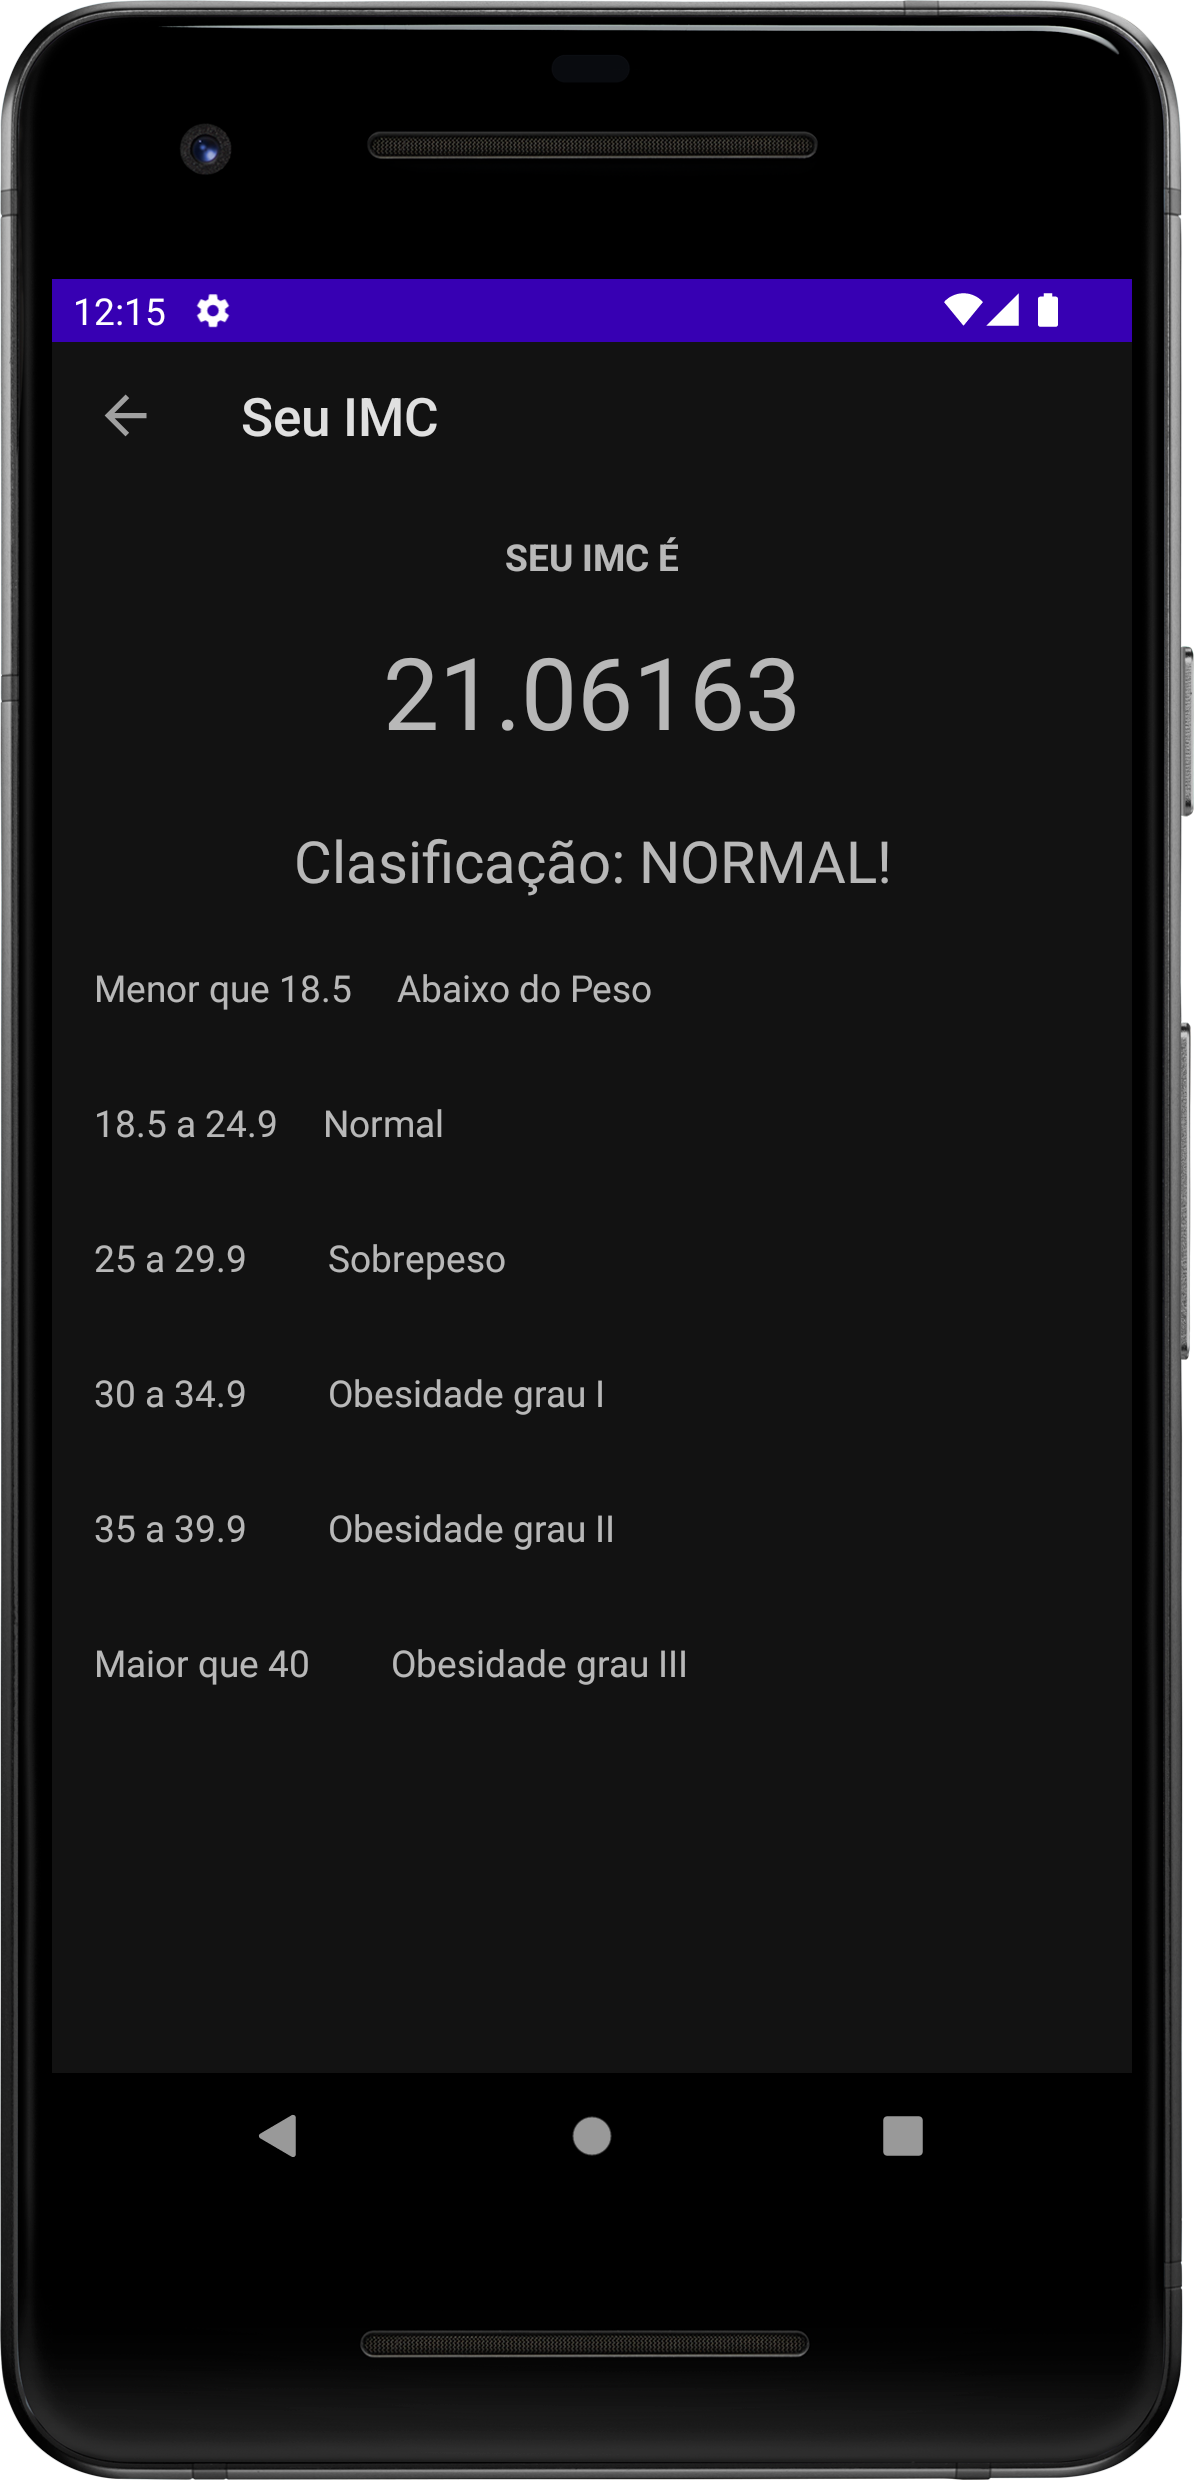 12:15
Seu IMC
SEU IMC É
21.06163
Clasificação: NORMAL!
Menor que 18.5 Abaixo do Peso
18.5 a 24.9 Normal
25 a 29.9 Sobrepeso
30 a 34.9 Obesidade grau I
35 a 39.9 Obesidade grau II
Maior que 40 Obesidade grau III